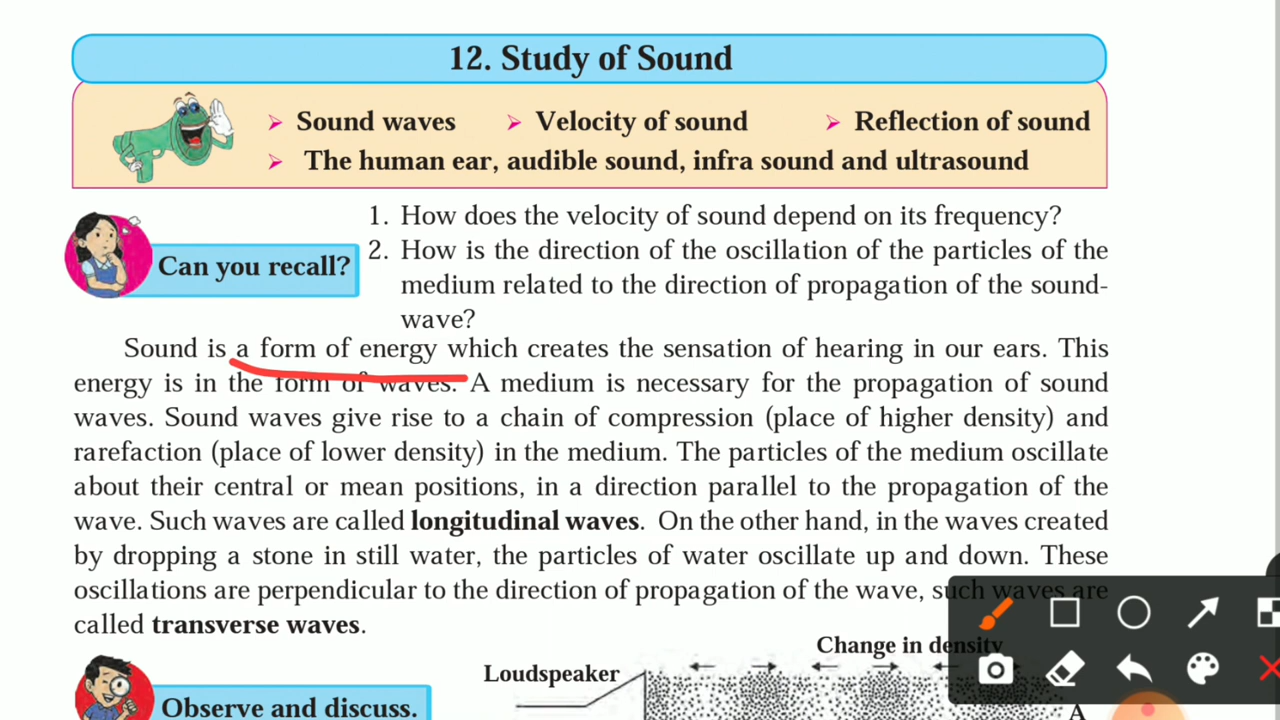 12. Study of Sound
➢ Sound waves ➢ Velocity of sound ➢ Reflection of sound
➢ The human ear, audible sound, infra sound and ultrasound
Can you recall?
1. How does the velocity of sound depend on its frequency?
2. How is the direction of the oscillation of the particles of the
medium related to the direction of propagation of the sound-
wave?
Sound is a form of energy which creates the sensation of hearing in our ears. This
energy is in the form of waves. A medium is necessary for the propagation of sound
waves. Sound waves give rise to a chain of compression (place of higher density) and
rarefaction (place of lower density) in the medium. The particles of the medium oscillate
about their central or mean positions, in a direction parallel to the propagation of the
wave. Such waves are called longitudinal waves. On the other hand, in the waves created
by dropping a stone in still water, the particles of water oscillate up and down. These
oscillations are perpendicular to the direction of propagation of the wave, such waves are
called transverse waves.
Change in density
Loudspeaker
Observe and discuss.
A